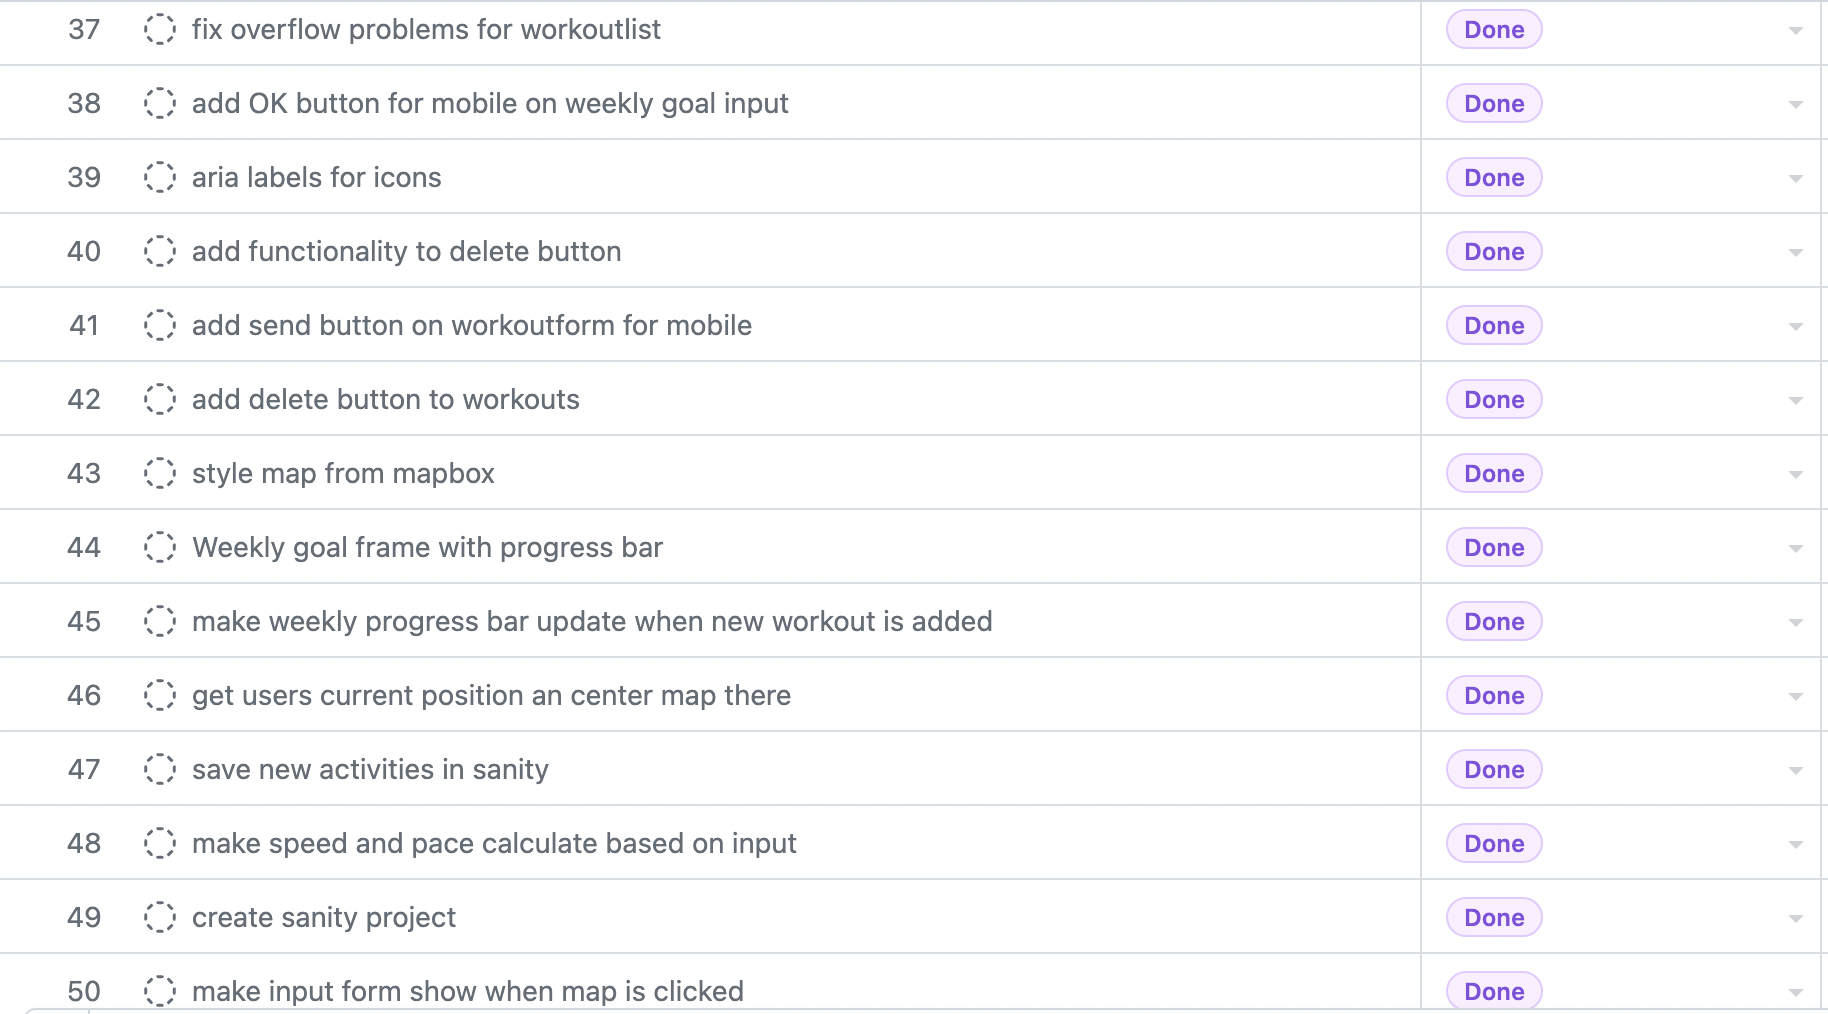 37 fix overflow problems for workoutlist Done
38 add OK button for mobile on weekly goal input Done
39 aria labels for icons Done
40 add functionality to delete button Done
41 add send button on workoutform for mobile Done
42 add delete button to workouts Done
43 style map from mapbox Done
44 Weekly goal frame with progress bar Done
45 make weekly progress bar update when new workout is added Done
46 get users current position an center map there Done
47 save new activities in sanity Done
48 make speed and pace calculate based on input Done
49 create sanity project Done
50 make input form show when map is clicked Done